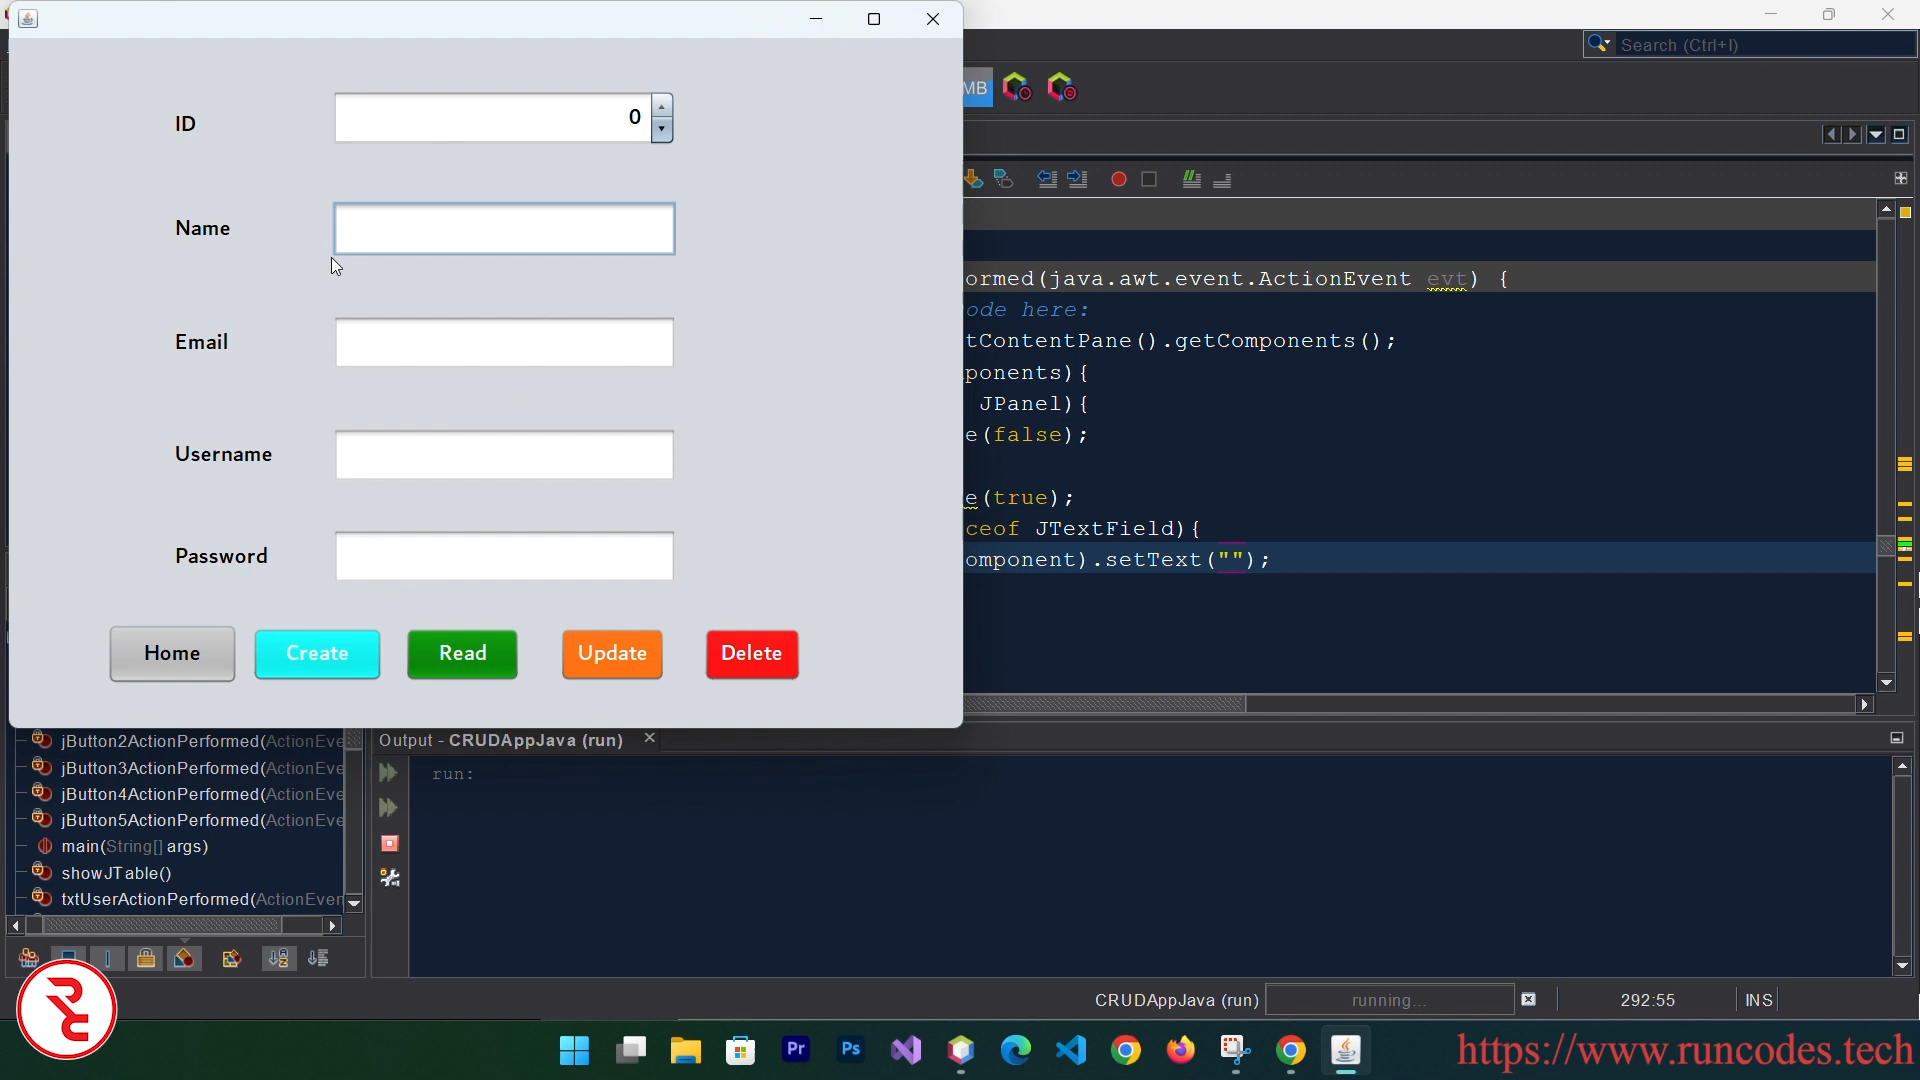 Search (Ctrl+I)
MB
ID
0
Name
Email
Username
Password
Home
Create
Read
Update
Delete
ormed(java.awt.event.ActionEvent evt) {
ode here:
tContentPane().getComponents();
ponents){
JPanel){
e(false);
e(true);
ceof JTextField){
omponent).setText("");
jButton2ActionPerformed(ActionEve
jButton3ActionPerformed(ActionEve
jButton4ActionPerformed(ActionEve
jButton5ActionPerformed(ActionEve
main(String[] args)
showJTable()
txtUserActionPerformed(ActionEver
Output - CRUDAppJava (run)
run:
CRUDAppJava (run)
running...
292:55
INS
RC
Pr
Ps
https://www.runcodes.tech